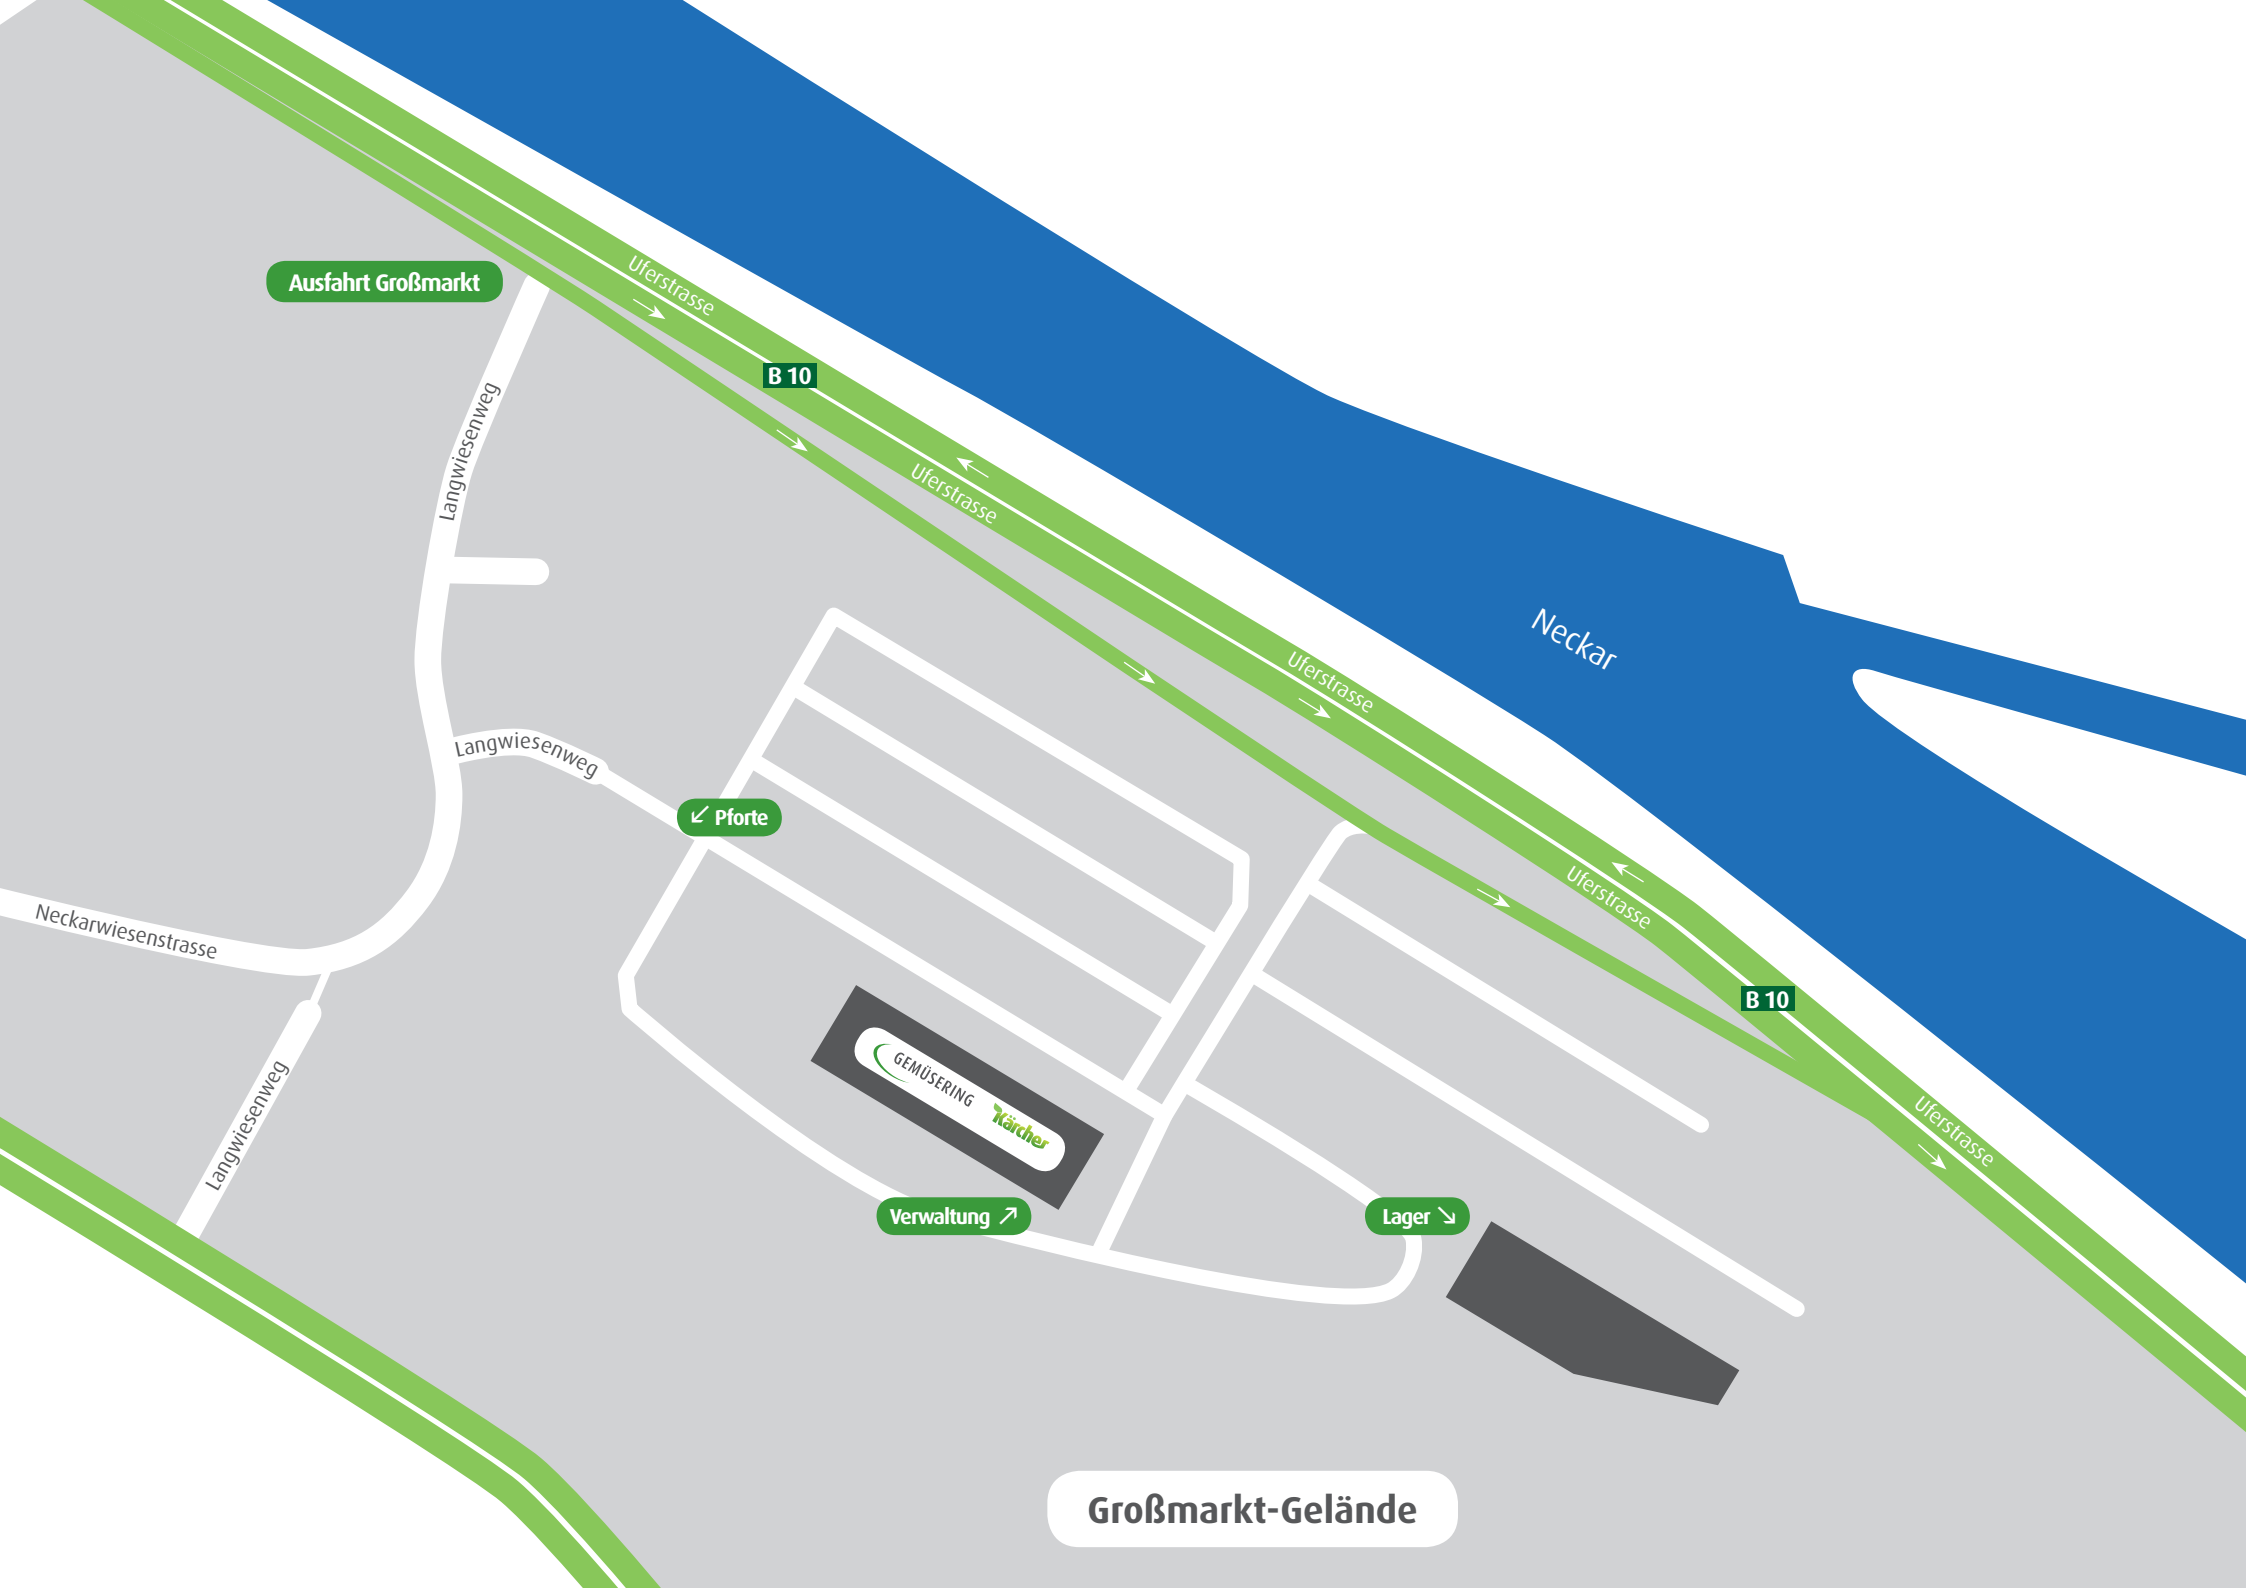 Ausfahrt Großmarkt
Uferstrasse
B 10
Langwiesenweg
Uferstrasse
Neckar
Uferstrasse
Langwiesenweg
Pforte
Uferstrasse
Neckarwiesenstrasse
B 10
GEMÜSERING
Kärcher
Langwiesenweg
Uferstrasse
Verwaltung
Lager
Großmarkt-Gelände